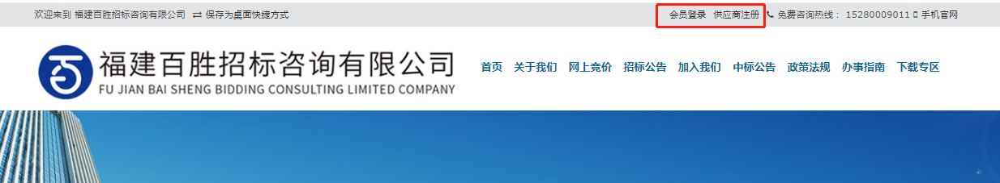 欢迎来到 福建百胜招标咨询有限公司 ⇄ 保存为桌面快捷方式 会员登录 供应商注册 免费咨询热线： 15280009011 手机官网
福建百胜招标咨询有限公司
FU JIAN BAI SHENG BIDDING CONSULTING LIMITED COMPANY
首页 关于我们 网上竞价 招标公告 加入我们 中标公告 政策法规 办事指南 下载专区